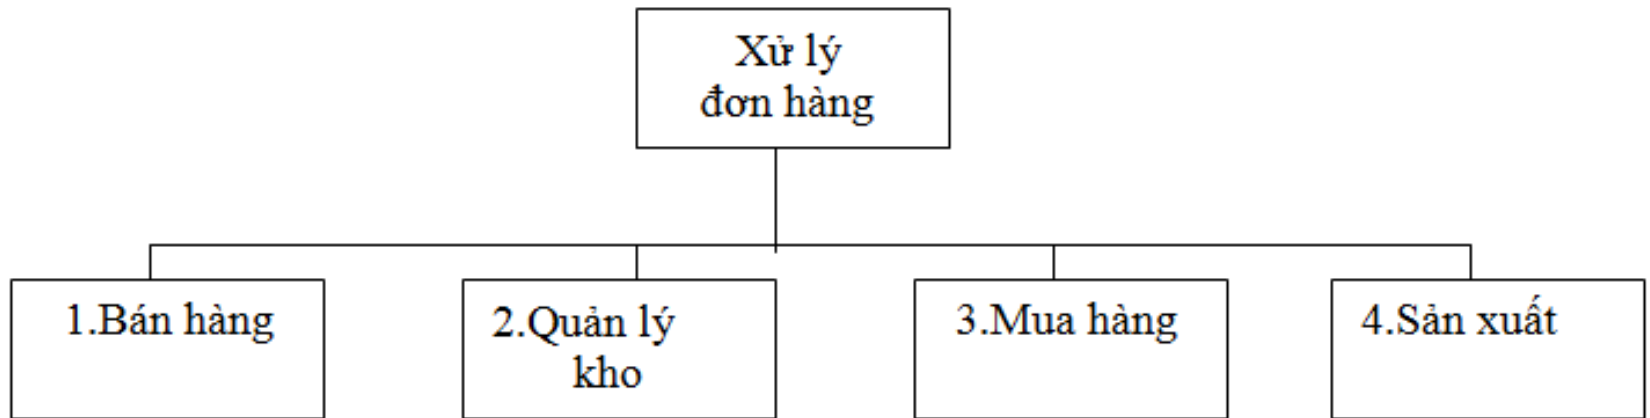 Xử lý
đơn hàng
1.Bán hàng
2.Quản lý
kho
3.Mua hàng
4.Sản xuất